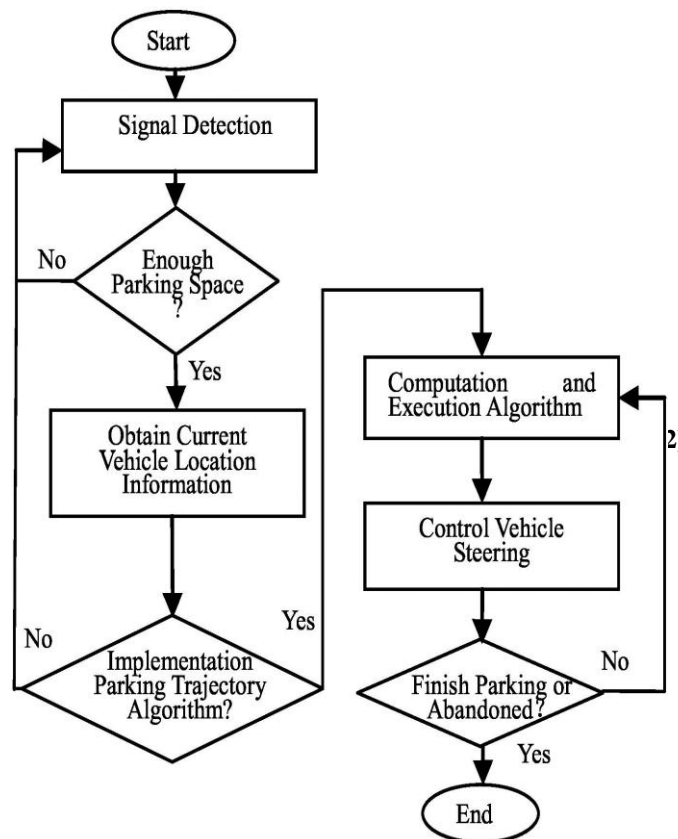 Start
Signal Detection
No
Enough
Parking Space
?
Yes
Obtain Current
Vehicle Location
Information
No
Implementation
Parking Trajectory
Algorithm?
Yes
Computation and
Execution Algorithm
2
Control Vehicle
Steering
Finish Parking or
Abandoned?
No
Yes
End